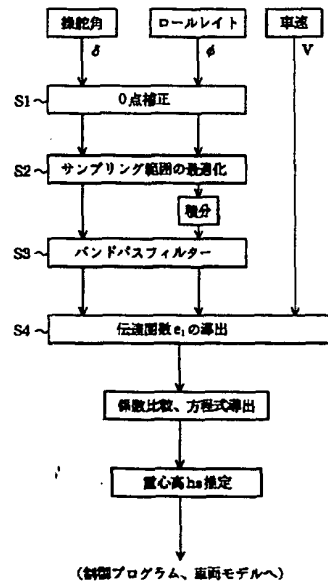 操舵角 ロールレイト 車速
δ φ V
S1 0点補正
S2 サンプリング範囲の最適化
積分
S3 バンドパスフィルター
S4 伝達関数e₁の導出
係数比較、方程式導出
重心高hs推定
(制御プログラム、車両モデルへ)